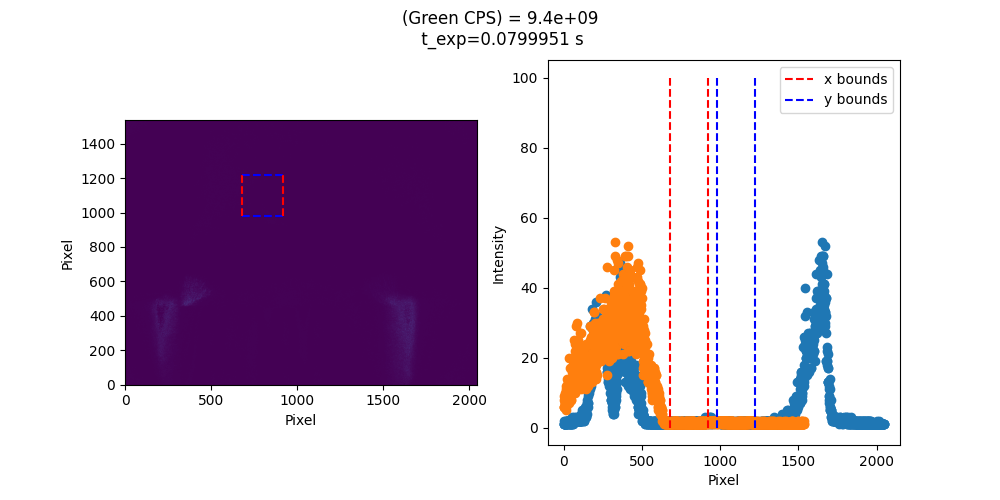 (Green CPS) = 9.4e+09
t_exp=0.0799951 s
1400
1200
1000
800
600
400
200
0
Pixel
0 500 1000 1500 2000
Pixel
100
80
60
40
20
0
Intensity
0 500 1000 1500 2000
Pixel
x bounds
y bounds